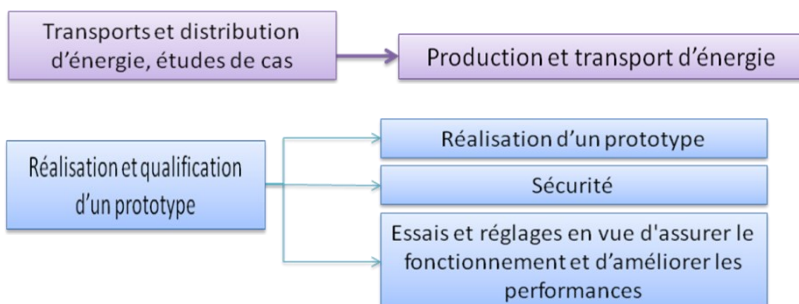 Transports et distribution
d’énergie, études de cas
Production et transport d’énergie
Réalisation et qualification
d’un prototype
Réalisation d’un prototype
Sécurité
Essais et réglages en vue d'assurer le
fonctionnement et d’améliorer les
performances